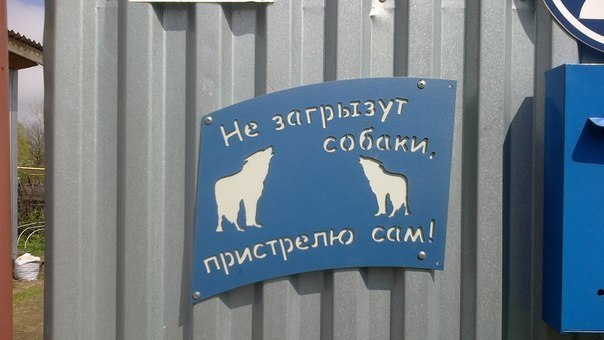 Не загрызут
собаки,
пристрелю сам!